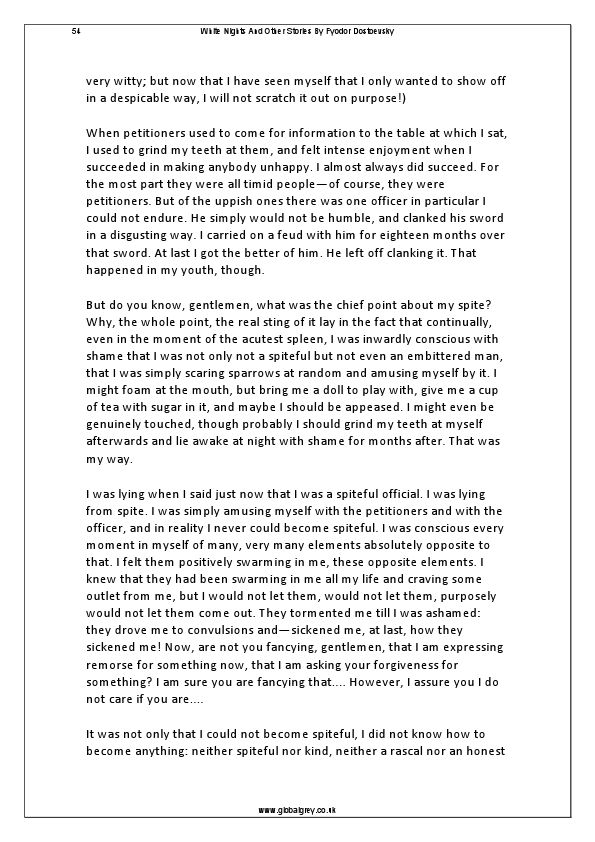 54 White Nights And Other Stories By Fyodor Dostoevsky
very witty; but now that I have seen myself that I only wanted to show off
in a despicable way, I will not scratch it out on purpose!)
When petitioners used to come for information to the table at which I sat,
I used to grind my teeth at them, and felt intense enjoyment when I
succeeded in making anybody unhappy. I almost always did succeed. For
the most part they were all timid people—of course, they were
petitioners. But of the uppish ones there was one officer in particular I
could not endure. He simply would not be humble, and clanked his sword
in a disgusting way. I carried on a feud with him for eighteen months over
that sword. At last I got the better of him. He left off clanking it. That
happened in my youth, though.
But do you know, gentlemen, what was the chief point about my spite?
Why, the whole point, the real sting of it lay in the fact that continually,
even in the moment of the acutest spleen, I was inwardly conscious with
shame that I was not only not a spiteful but not even an embittered man,
that I was simply scaring sparrows at random and amusing myself by it. I
might foam at the mouth, but bring me a doll to play with, give me a cup
of tea with sugar in it, and maybe I should be appeased. I might even be
genuinely touched, though probably I should grind my teeth at myself
afterwards and lie awake at night with shame for months after. That was
my way.
I was lying when I said just now that I was a spiteful official. I was lying
from spite. I was simply amusing myself with the petitioners and with the
officer, and in reality I never could become spiteful. I was conscious every
moment in myself of many, very many elements absolutely opposite to
that. I felt them positively swarming in me, these opposite elements. I
knew that they had been swarming in me all my life and craving some
outlet from me, but I would not let them, would not let them, purposely
would not let them come out. They tormented me till I was ashamed:
they drove me to convulsions and—sickened me, at last, how they
sickened me! Now, are not you fancying, gentlemen, that I am expressing
remorse for something now, that I am asking your forgiveness for
something? I am sure you are fancying that.... However, I assure you I do
not care if you are....
It was not only that I could not become spiteful, I did not know how to
become anything: neither spiteful nor kind, neither a rascal nor an honest
www.globalgrey.co.uk